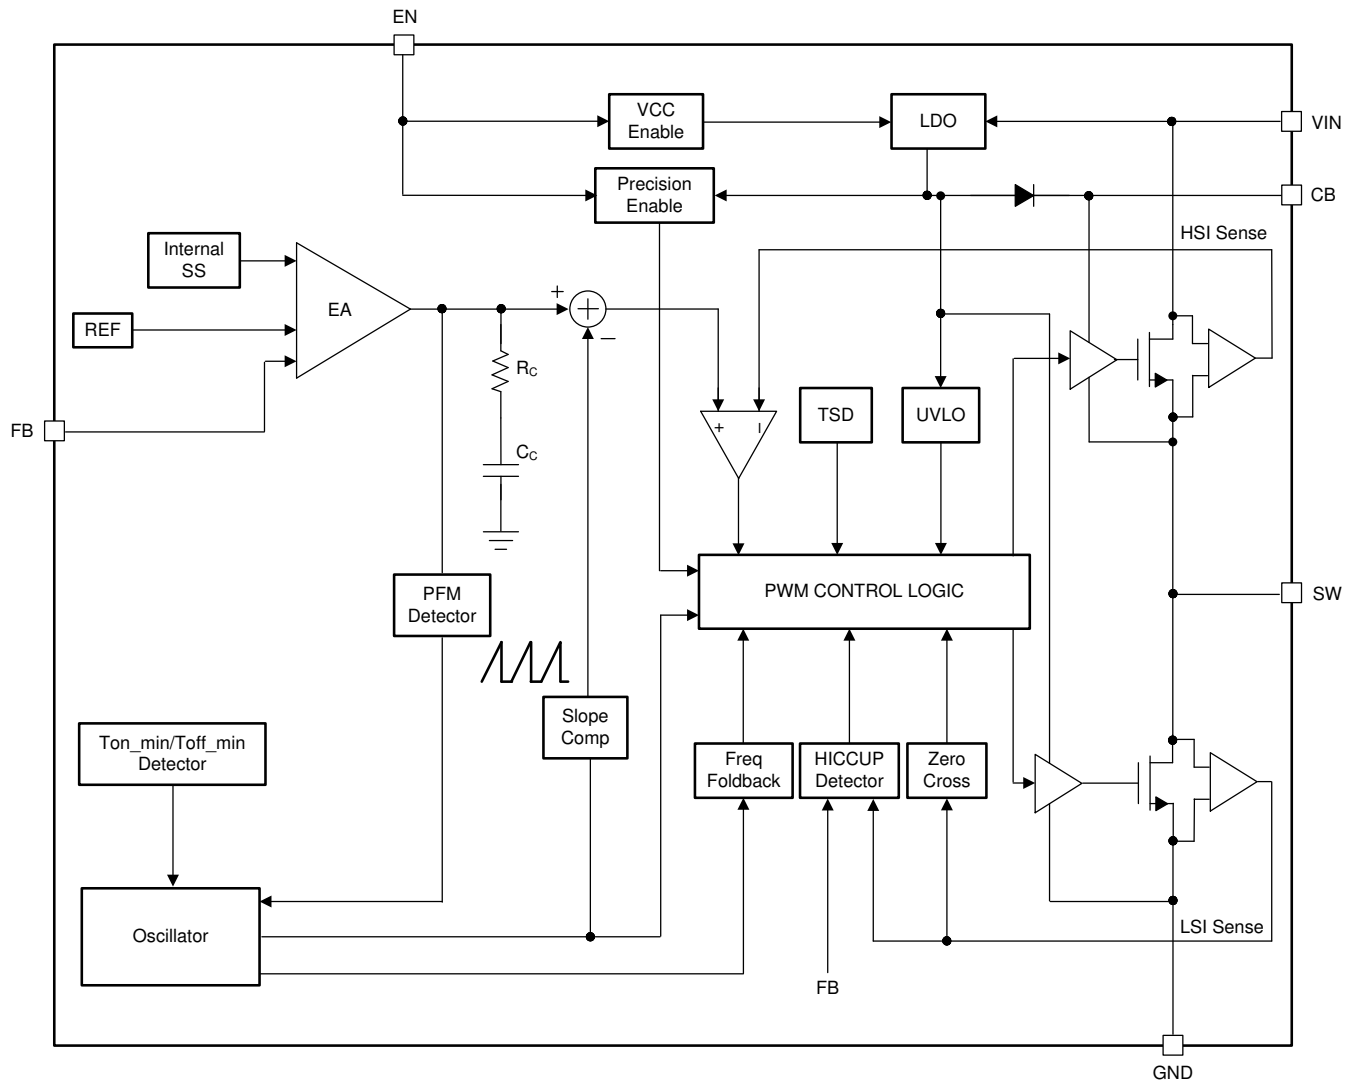 EN
VCC
Enable
LDO
VIN
Precision
Enable
CB
HSI Sense
Internal
SS
EA
+
+
REF
−
RC
FB
TSD
UVLO
+
−
CC
PFM
Detector
PWM CONTROL LOGIC
SW
Slope
Comp
Ton_min/Toff_min
Detector
Freq
Foldback
HICCUP
Detector
Zero
Cross
Oscillator
LSI Sense
FB
GND